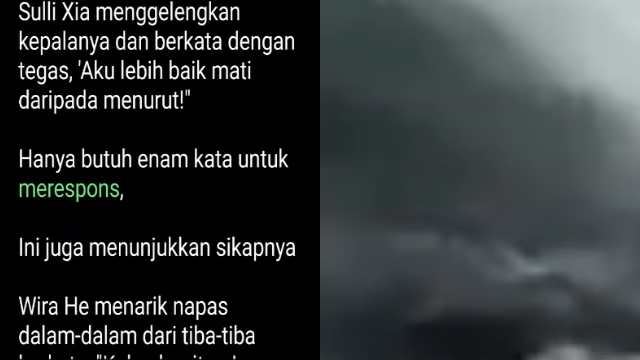 Sulli Xia menggelengkan
kepalanya dan berkata dengan
tegas, 'Aku lebih baik mati
daripada menurut!"
Hanya butuh enam kata untuk
merespons,
Ini juga menunjukkan sikapnya
Wira He menarik napas
dalam-dalam dari tiba-tiba